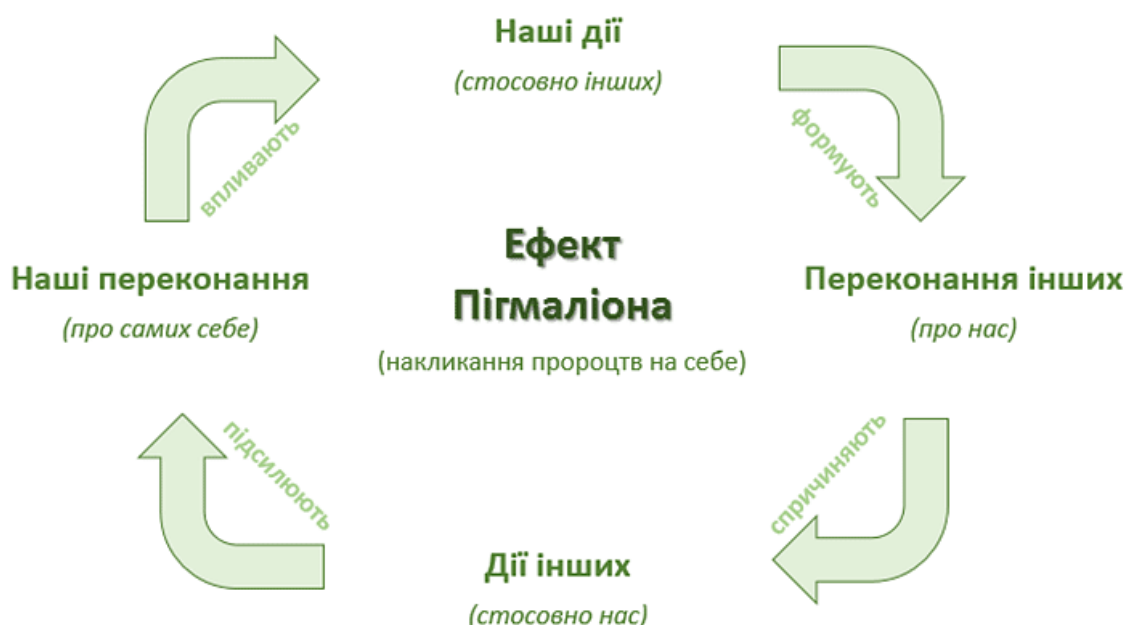 Наші дії
(стосовно інших)
впливають
формують
Ефект
Пігмаліона
(накликання пророцтв на себе)
Наші переконання
(про самих себе)
Переконання інших
(про нас)
підсилюють
спричиняють
Дії інших
(стосовно нас)